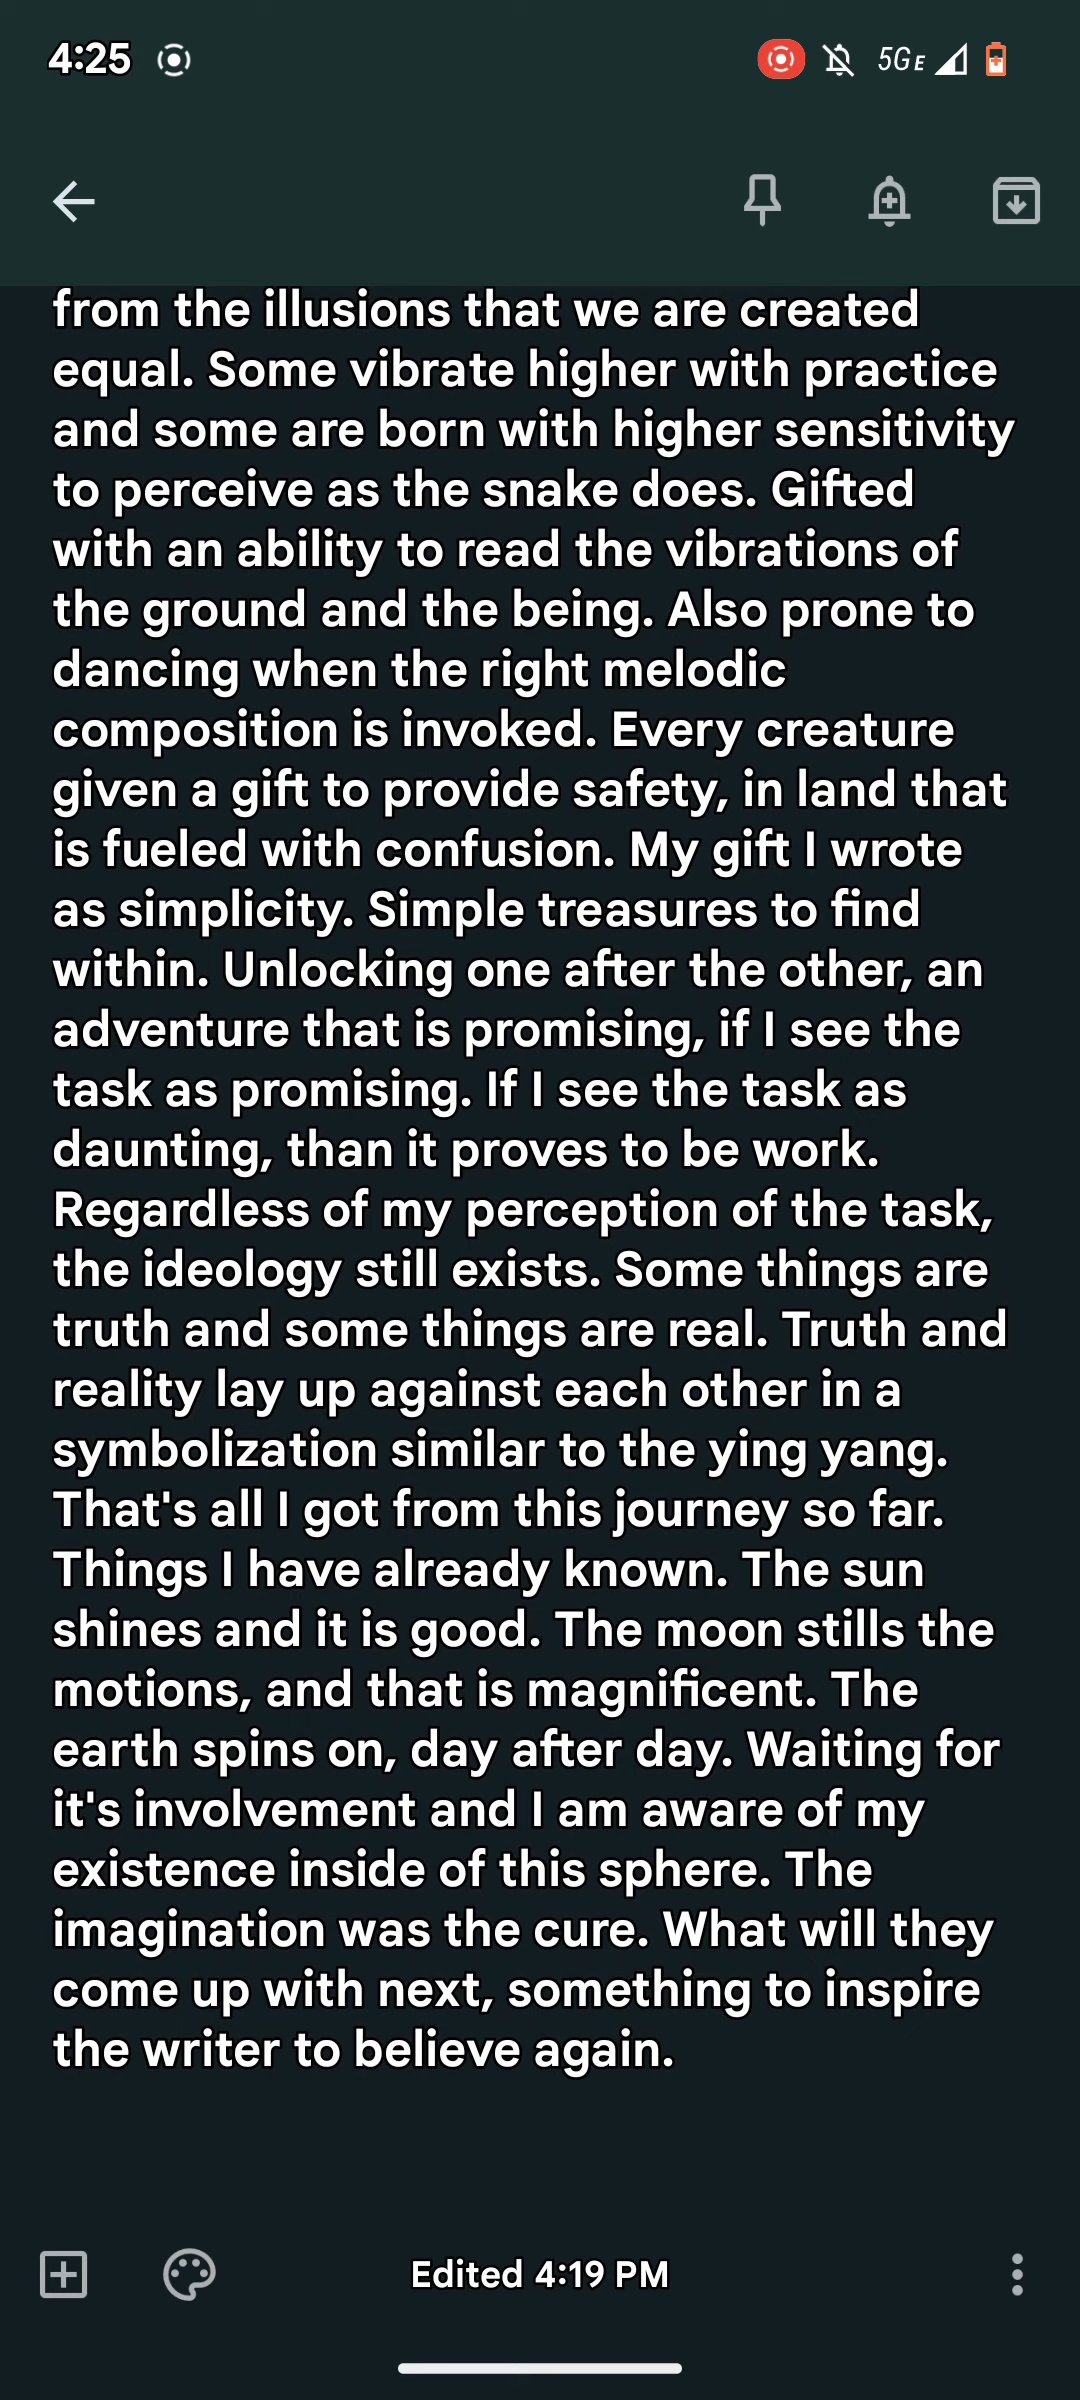 4:25
5GE
from the illusions that we are created
equal. Some vibrate higher with practice
and some are born with higher sensitivity
to perceive as the snake does. Gifted
with an ability to read the vibrations of
the ground and the being. Also prone to
dancing when the right melodic
composition is invoked. Every creature
given a gift to provide safety, in land that
is fueled with confusion. My gift I wrote
as simplicity. Simple treasures to find
within. Unlocking one after the other, an
adventure that is promising, if I see the
task as promising. If I see the task as
daunting, than it proves to be work.
Regardless of my perception of the task,
the ideology still exists. Some things are
truth and some things are real. Truth and
reality lay up against each other in a
symbolization similar to the ying yang.
That's all I got from this journey so far.
Things I have already known. The sun
shines and it is good. The moon stills the
motions, and that is magnificent. The
earth spins on, day after day. Waiting for
it's involvement and I am aware of my
existence inside of this sphere. The
imagination was the cure. What will they
come up with next, something to inspire
the writer to believe again.
Edited 4:19 PM